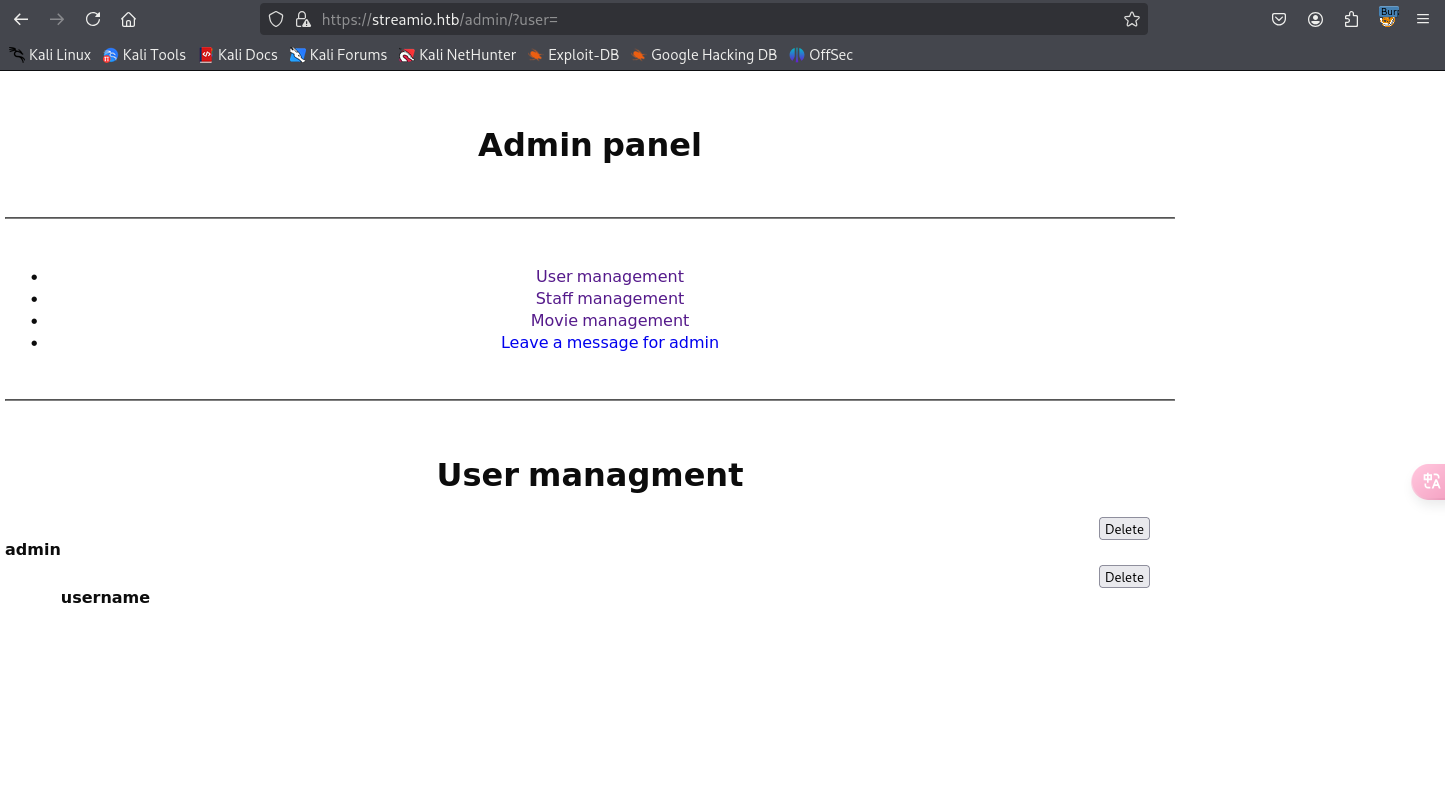 https://streamio.htb/admin/?user=
Bur
Kali Linux Kali Tools Kali Docs Kali Forums Kali NetHunter Exploit-DB Google Hacking DB OffSec
Admin panel
User management
Staff management
Movie management
Leave a message for admin
User managment
Delete
admin
Delete
username